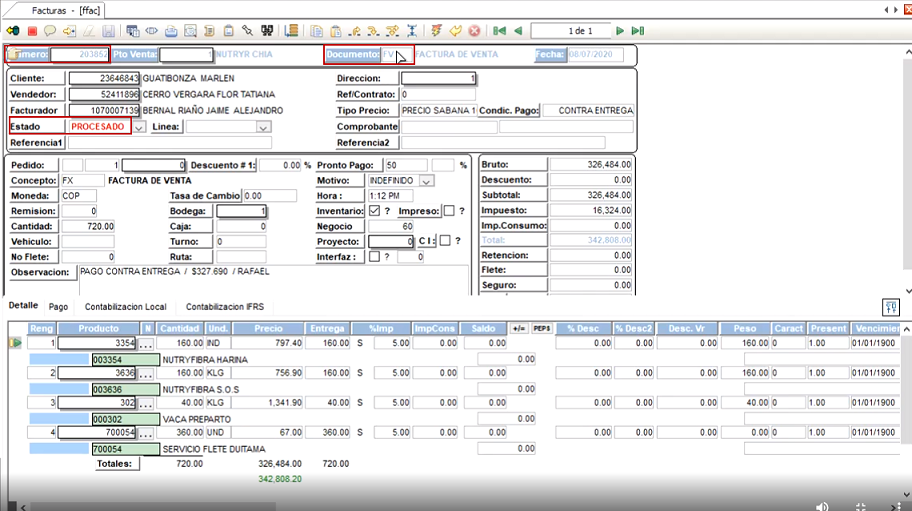 Facturas - [ffac]
1 de 1
Numero: 203852 Pto Venta: 1 NUTRYR CHIA Documento: FV FACTURA DE VENTA Fecha: 08/07/2020
Cliente: 23646843 GUATIBONZA MARLEN Direccion: 1
Vendedor: 52411896 CERRO VERGARA FLOR TATIANA Ref/Contrato: 0
Facturador 1070007139 BERNAL RIAÑO JAIME ALEJANDRO Tipo Precio: PRECIO SABANA 1 Condic. Pago: CONTRA ENTREGA
Estado PROCESADO Linea: Comprobante
Referencia1 Referencia2
Pedido: 1 0 Descuento # 1: 0.00 % Pronto Pago: 50 % Bruto: 326,484.00
Concepto: FX FACTURA DE VENTA Motivo: INDEFINIDO Descuento: 0.00
Moneda: COP Tasa de Cambio 0.00 Hora : 1:12 PM Subtotal: 326,484.00
Remision: 0 Bodega: 1 Inventario: ? Impreso: ? Impuesto: 16,324.00
Cantidad: 720.00 Caja: 0 Negocio 60 Imp.Consumo: 0.00
Vehiculo: Turno: 0 Proyecto: 0 C I : ? Total: 342,808.00
No Flete: 0 Ruta: Interfaz : ? 0 Retencion: 0.00
Observacion: PAGO CONTRA ENTREGA / $327.690 / RAFAEL Flete: 0.00
Seguro: 0.00
Detalle Pago Contabilizacion Local Contabilizacion IFRS
Reng Producto N Cantidad Und. Precio Entrega %Imp ImpCons Saldo +/= PEPS % Desc % Desc2 Desc. Vr Peso Caract Present Vencimien
1 3354 ... 160.00 IND 797.40 160.00 S 5.00 0.00 0.00 0.00 0.00 0.00 160.00 0 1.00 01/01/1900
003354 NUTRYFIBRA HARINA 0.00
2 3636 ... 160.00 KLG 756.90 160.00 S 5.00 0.00 0.00 0.00 0.00 0.00 160.00 0 1.00 01/01/1900
003636 NUTRYFIBRA S.O.S 0.00
3 302 ... 40.00 KLG 1,341.90 40.00 S 5.00 0.00 0.00 0.00 0.00 0.00 40.00 0 1.00 01/01/1900
000302 VACA PREPARTO 0.00
4 700054 ... 360.00 UND 67.00 360.00 S 5.00 0.00 0.00 0.00 0.00 0.00 0.00 0 1.00 01/01/1900
700054 SERVICIO FLETE DUITAMA 0.00
Totales: 720.00 326,484.00 720.00
342,808.20